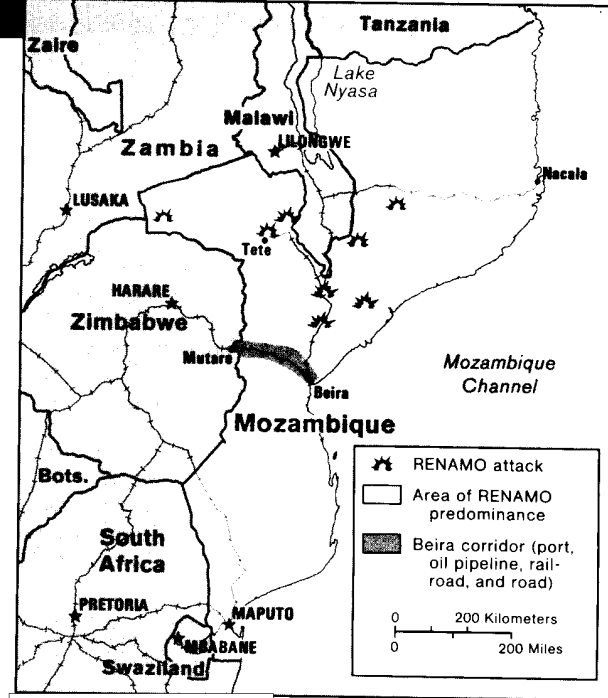 Tanzania
Zaire
Lake
Nyasa
Malawi
LILONGWE
Zambia
Nacala
LUSAKA
Tete
HARARE
Zimbabwe
Mutare
Mozambique
Channel
Beira
Mozambique
Bots.
South
Africa
PRETORIA
MAPUTO
MBABANE
Swaziland
RENAMO attack
Area of RENAMO
predominance
Beira corridor (port,
oil pipeline, rail-
road, and road)
0 200 Kilometers
0 200 Miles